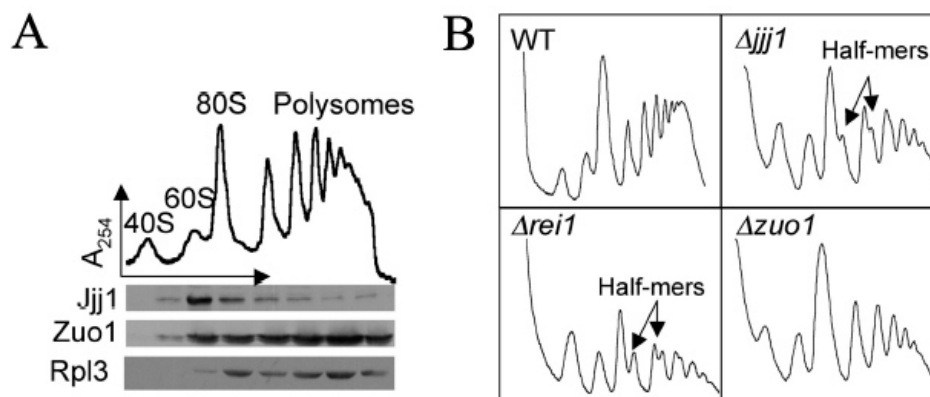 A
80S
Polysomes
60S
40S
A254
Jjj1
Zuo1
Rpl3
B
WT
Δjjj1
Half-mers
Δrei1
Half-mers
Δzuo1